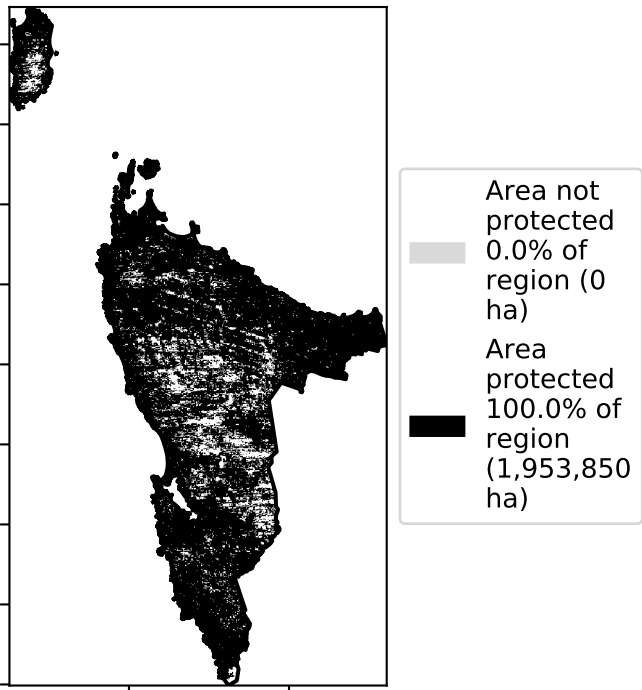 Area not
protected
0.0% of
region (0
ha)
Area
protected
100.0% of
region
(1,953,850
ha)